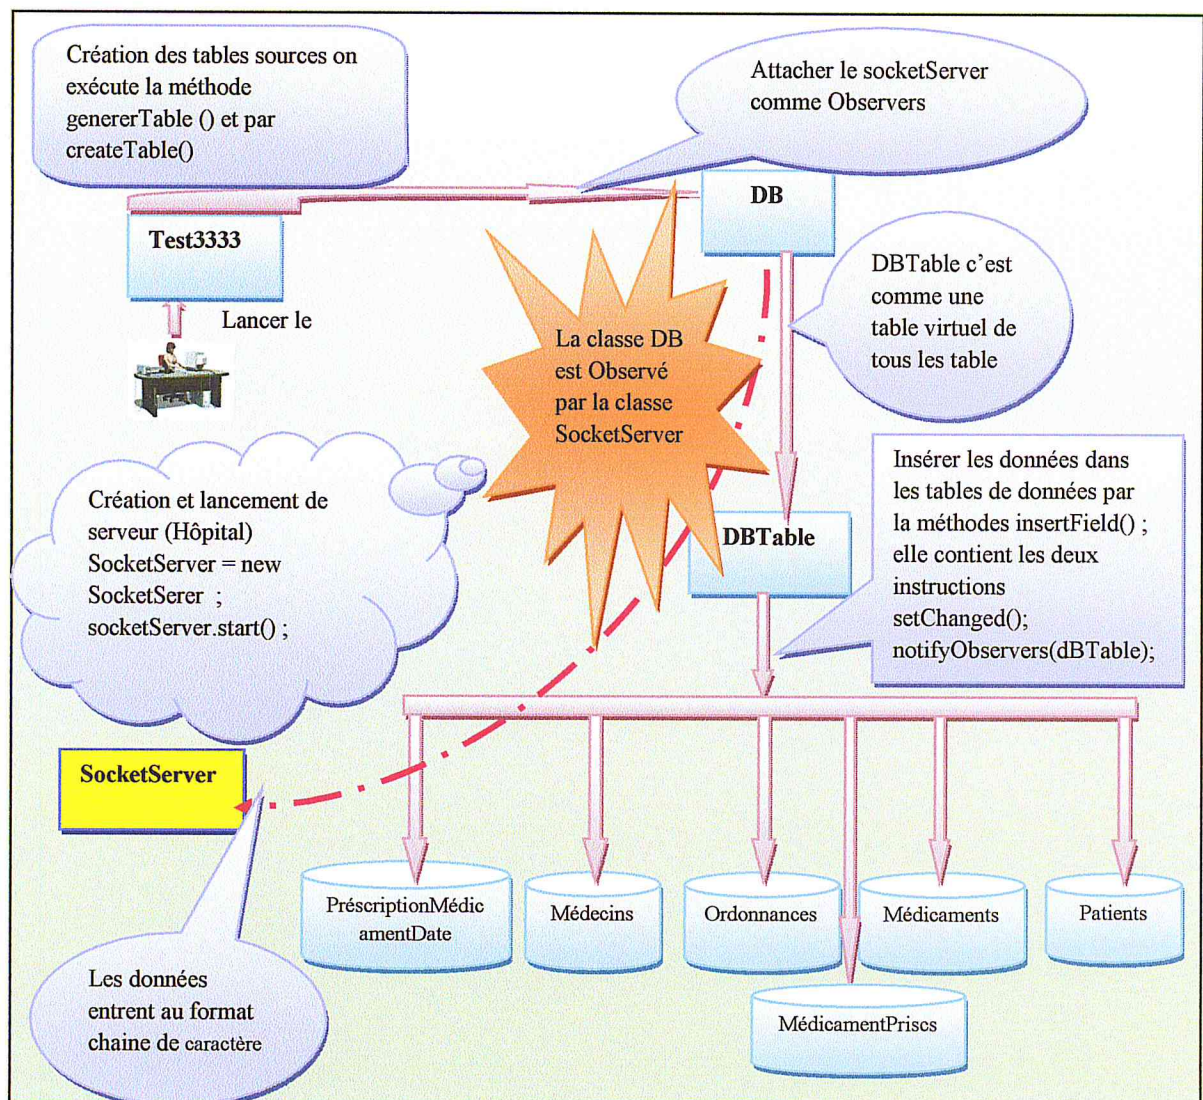 Création des tables sources on
exécute la méthode
genererTable () et par
createTable()
Attacher le socketServer
comme Observers
DB
Test3333
Lancer le
DBTable c’est
comme une
table virtuel de
tous les table
La classe DB
est Observé
par la classe
SocketServer
Création et lancement de
serveur (Hôpital)
SocketServer = new
SocketSerer ;
socketServer.start() ;
DBTable
Insérer les données dans
les tables de données par
la méthodes insertField() ;
elle contient les deux
instructions
setChanged();
notifyObservers(dBTable);
SocketServer
PréscriptionMédic
amentDate
Médecins
Ordonnances
Médicaments
Patients
MédicamentPriscs
Les données
entrent au format
chaine de caractère